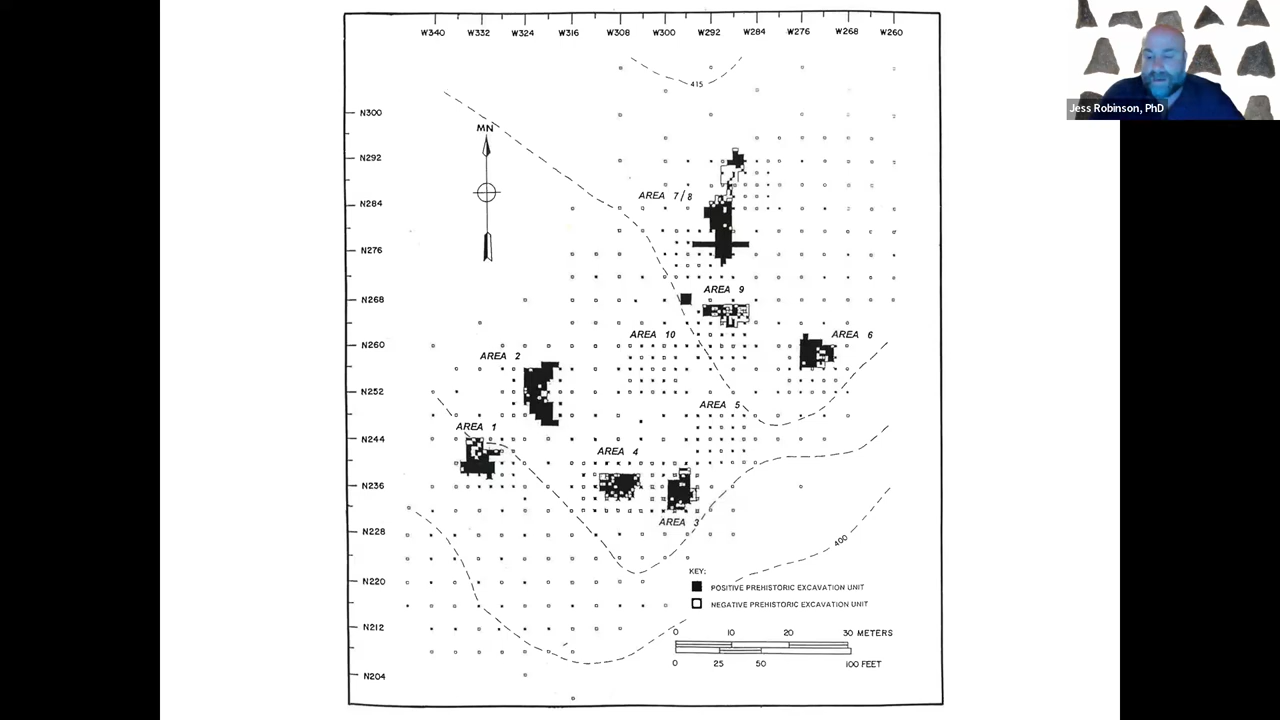 W340 W332 W324 W316 W308 W300 W292 W284 W276 W268 W260
Jess Robinson, PhD
415
N300
MN
N292
AREA 7/8
N284
N276
AREA 9
N268
AREA 10
AREA 6
N260
AREA 2
N252
AREA 5
AREA 1
N244
AREA 4
N236
AREA 3
N228
400
KEY:
N220
POSITIVE PREHISTORIC EXCAVATION UNIT
NEGATIVE PREHISTORIC EXCAVATION UNIT
N212
0 10 20 30 METERS
0 25 50 100 FEET
N204